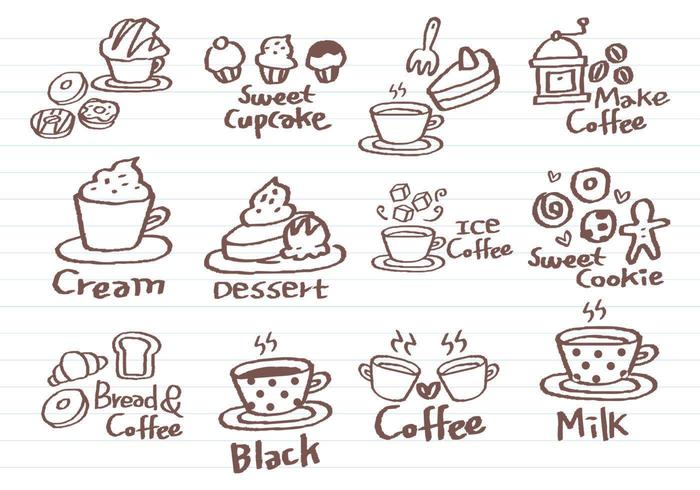 Sweet
Cupcake
Make
Coffee
Cream
Dessert
ICE
Coffee
Sweet
Cookie
Bread &
Coffee
Black
Coffee
Milk